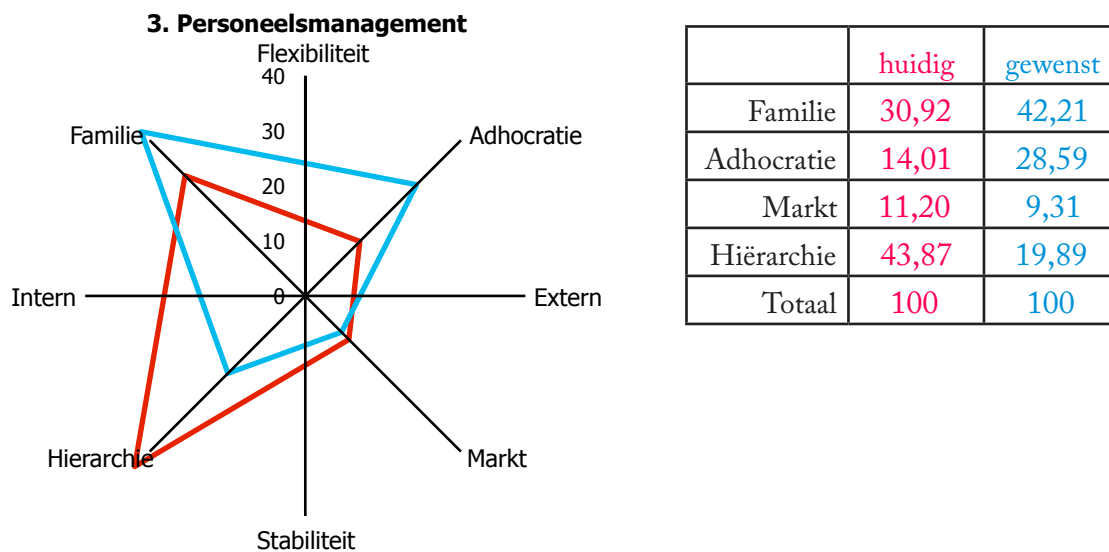 3. Personeelsmanagement
Flexibiliteit
40
30
20
10
0
Familie
Adhocratie
Intern
Extern
Hierarchie
Markt
Stabiliteit
huidig gewenst
Familie 30,92 42,21
Adhocratie 14,01 28,59
Markt 11,20 9,31
Hiërarchie 43,87 19,89
Totaal 100 100